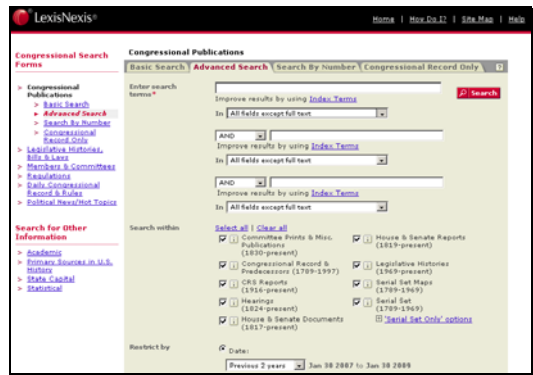 LexisNexis®
Home | How Do I? | Site Map | Help
Congressional Search
Forms
> Congressional
Publications
> Basic Search
Advanced Search
> Search By Number
> Congressional
Record Only
> Legislative Histories,
Bills & Laws
> Members & Committees
> Regulations
> Daily Congressional
Record & Rules
> Political News/Hot Topics
Search for Other
Information
> Academic
> Primary Sources in U.S.
History
> State Capital
> Statistical
Congressional Publications
Basic Search Advanced Search Search By Number Congressional Record Only ?
Enter search
terms*
Search
Improve results by using Index Terms
In All fields except full text
AND
Improve results by using Index Terms
In All fields except full text
AND
Improve results by using Index Terms
In All fields except full text
Search within
Select all | Clear all
Committee Prints & Misc.
Publications
(1830-present)
House & Senate Reports
(1819-present)
Congressional Record &
Predecessors (1789-1997)
Legislative Histories
(1969-present)
CRS Reports
(1916-present)
Serial Set Maps
(1789-1969)
Hearings
(1824-present)
Serial Set
(1789-1969)
'Serial Set Only' options
House & Senate Documents
(1817-present)
Restrict by
Date:
Previous 2 years Jan 30 2007 to Jan 30 2009